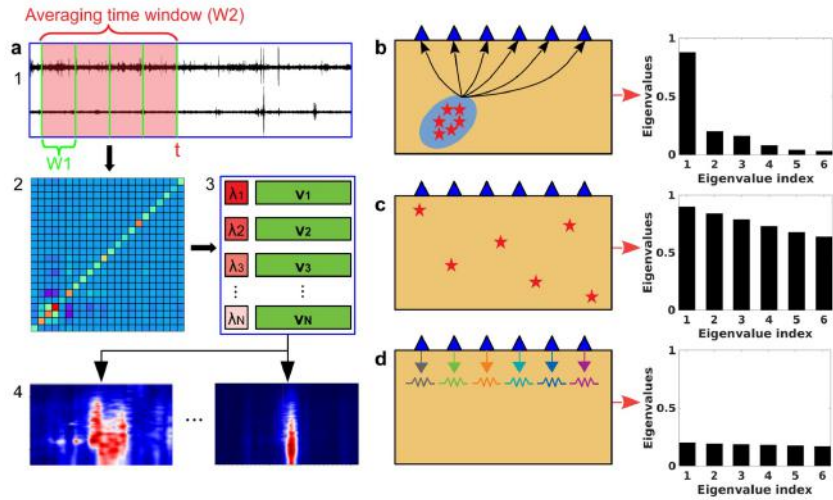 Averaging time window (W2)
a
1
W1
t
2
3
λ1
V1
λ2
V2
λ3
V3
⋮
⋮
λN
VN
4
...
b
Eigenvalues
1
0.5
0
1 2 3 4 5 6
Eigenvalue index
c
Eigenvalues
1
0.5
0
1 2 3 4 5 6
Eigenvalue index
d
Eigenvalues
1
0.5
0
1 2 3 4 5 6
Eigenvalue index